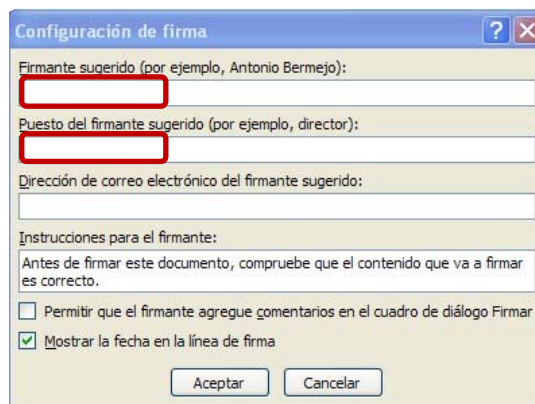 Configuración de firma
Firmante sugerido (por ejemplo, Antonio Bermejo):
Puesto del firmante sugerido (por ejemplo, director):
Dirección de correo electrónico del firmante sugerido:
Instrucciones para el firmante:
Antes de firmar este documento, compruebe que el contenido que va a firmar
es correcto.
Permitir que el firmante agregue comentarios en el cuadro de diálogo Firmar
Mostrar la fecha en la línea de firma
Aceptar Cancelar